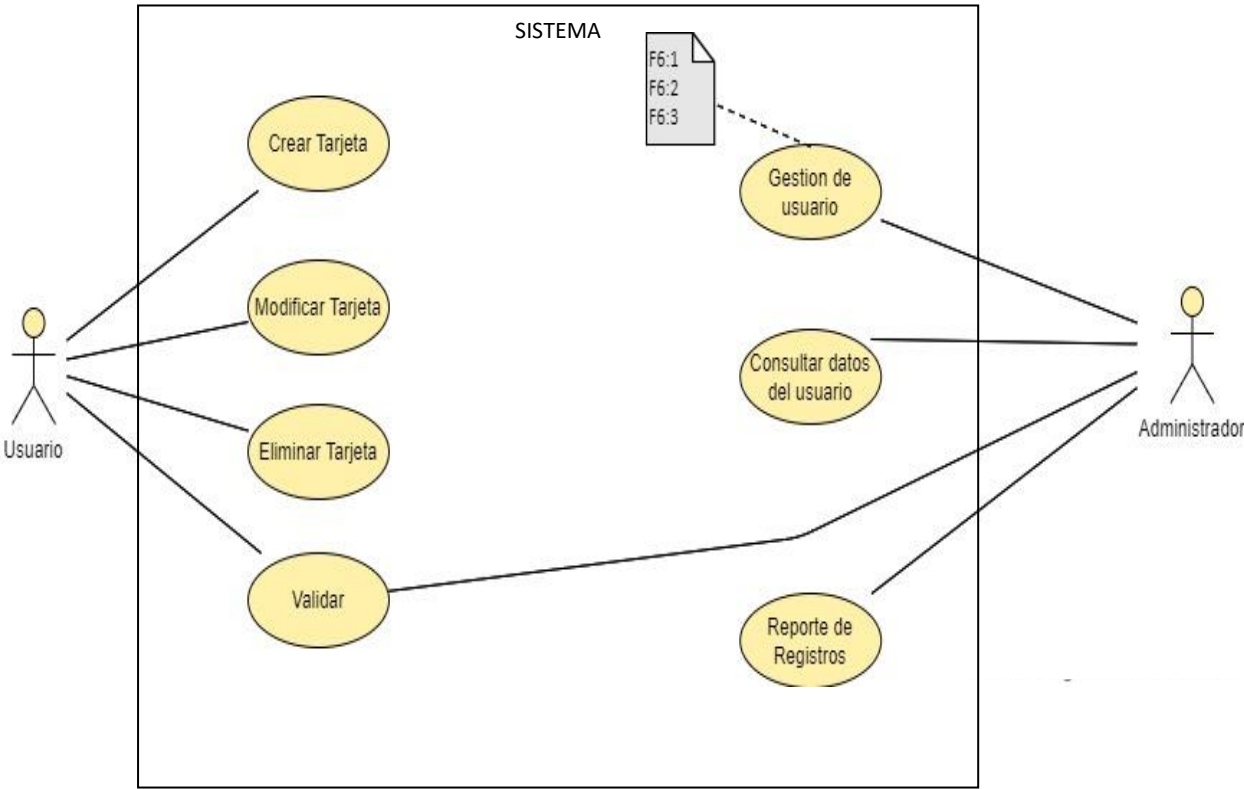 SISTEMA
F6:1
F6:2
F6:3
Crear Tarjeta
Gestion de
usuario
Modificar Tarjeta
Consultar datos
del usuario
Usuario
Administrador
Eliminar Tarjeta
Validar
Reporte de
Registros